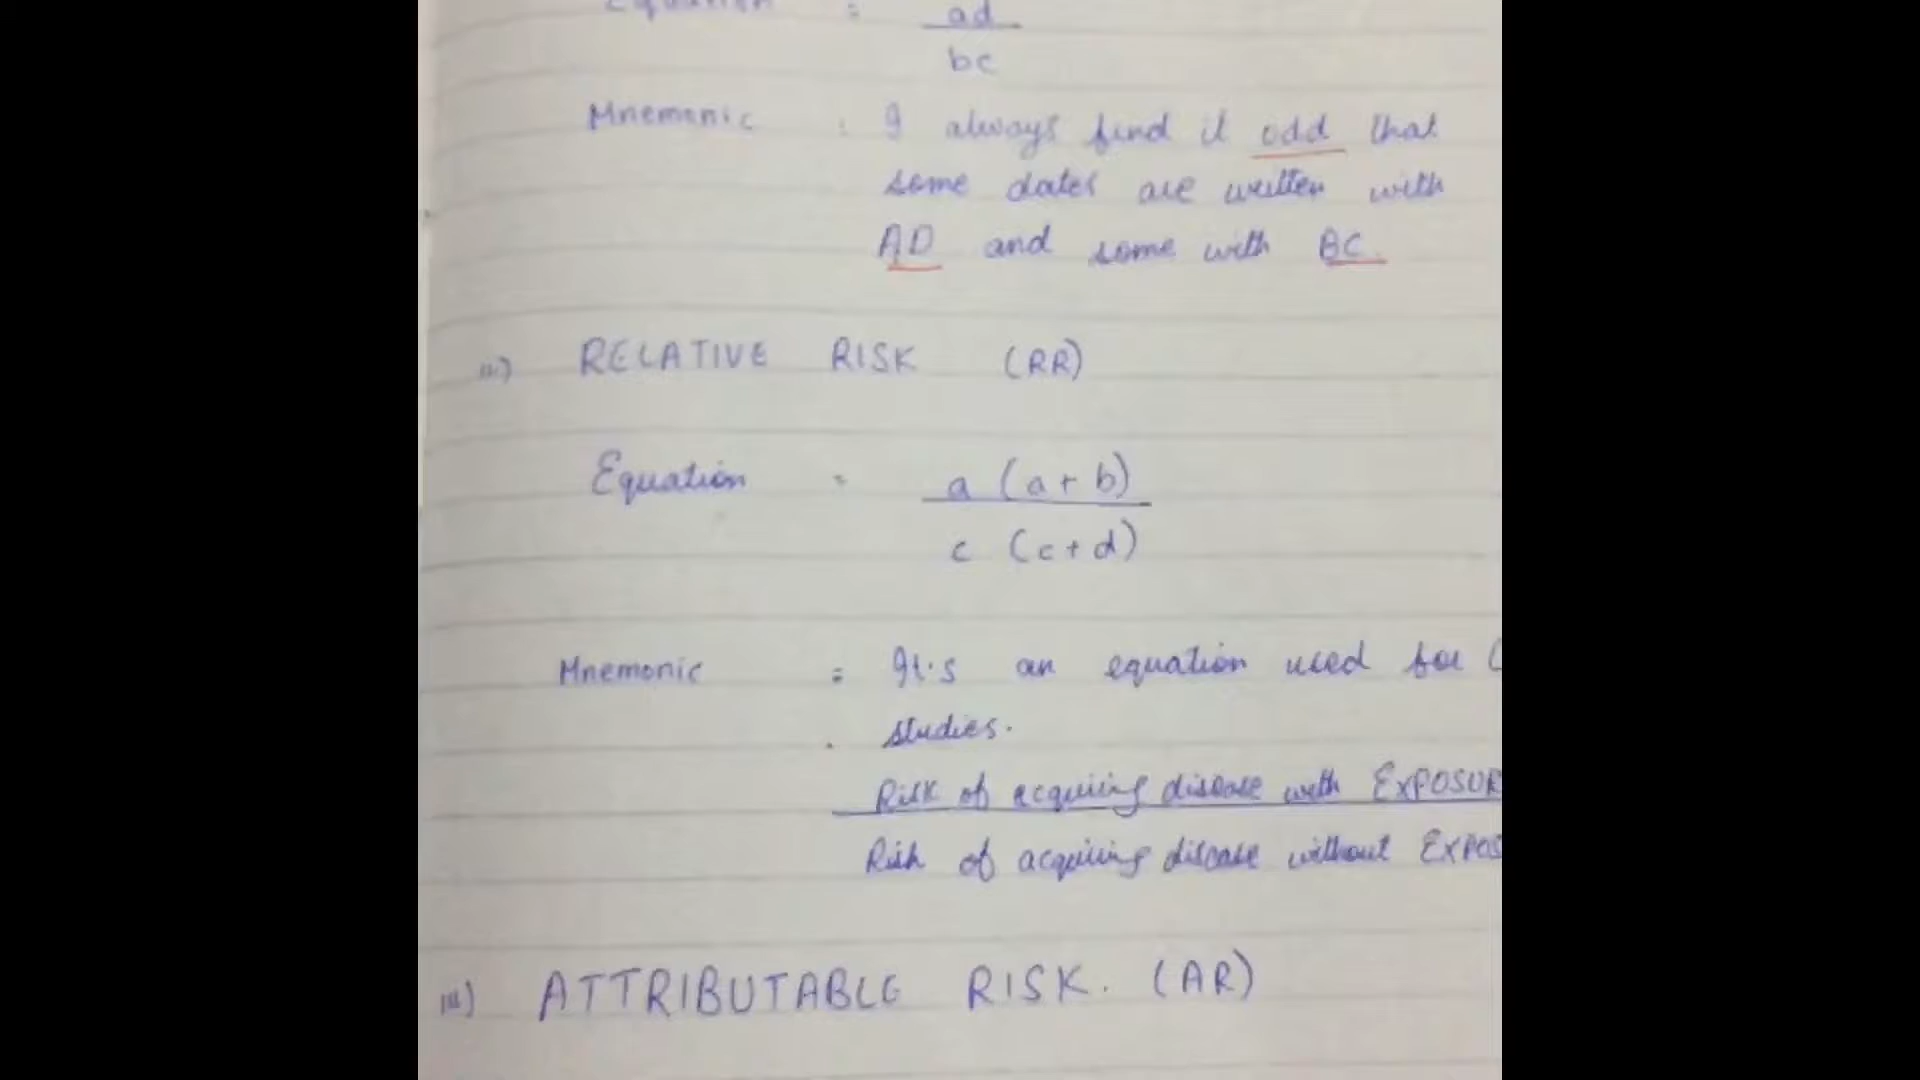 Equation = ad
bc
Mnemonic : I always find it odd that
some dates are written with
AD and some with BC.
ii) RELATIVE RISK (RR)
Equation = a (a+b)
c (c+d)
Mnemonic = It's an equation used for
studies.
Risk of acquiring disease with EXPOSUR
Risk of acquiring disease without EXPOS
iii) ATTRIBUTABLE RISK. (AR)